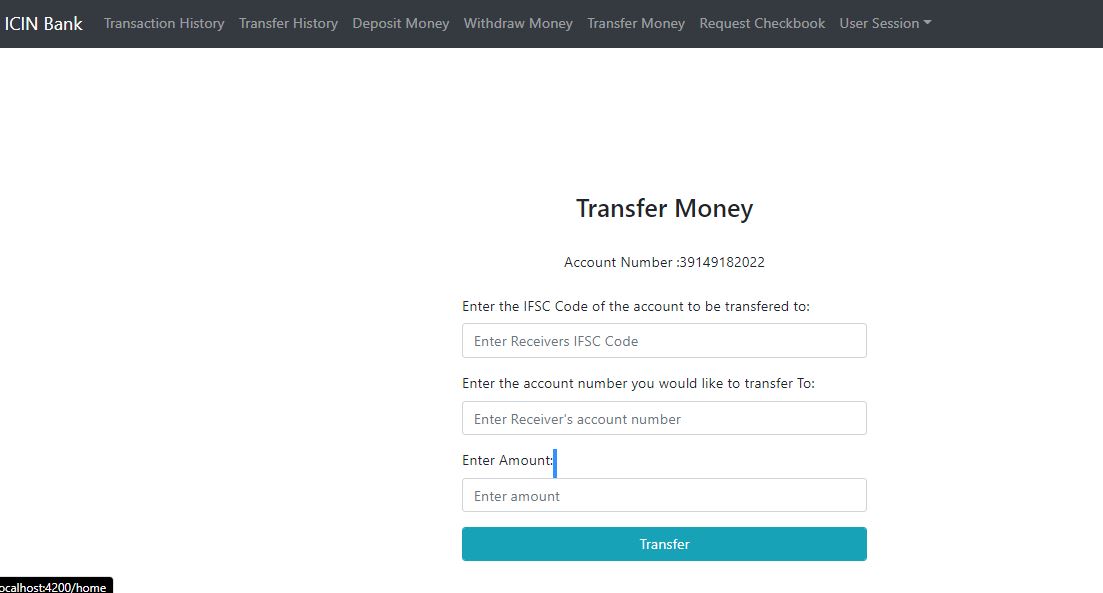 ICIN Bank Transaction History Transfer History Deposit Money Withdraw Money Transfer Money Request Checkbook User Session
Transfer Money
Account Number :39149182022
Enter the IFSC Code of the account to be transfered to:
Enter Receivers IFSC Code
Enter the account number you would like to transfer To:
Enter Receiver's account number
Enter Amount:
Enter amount
Transfer
ocalhost:4200/home